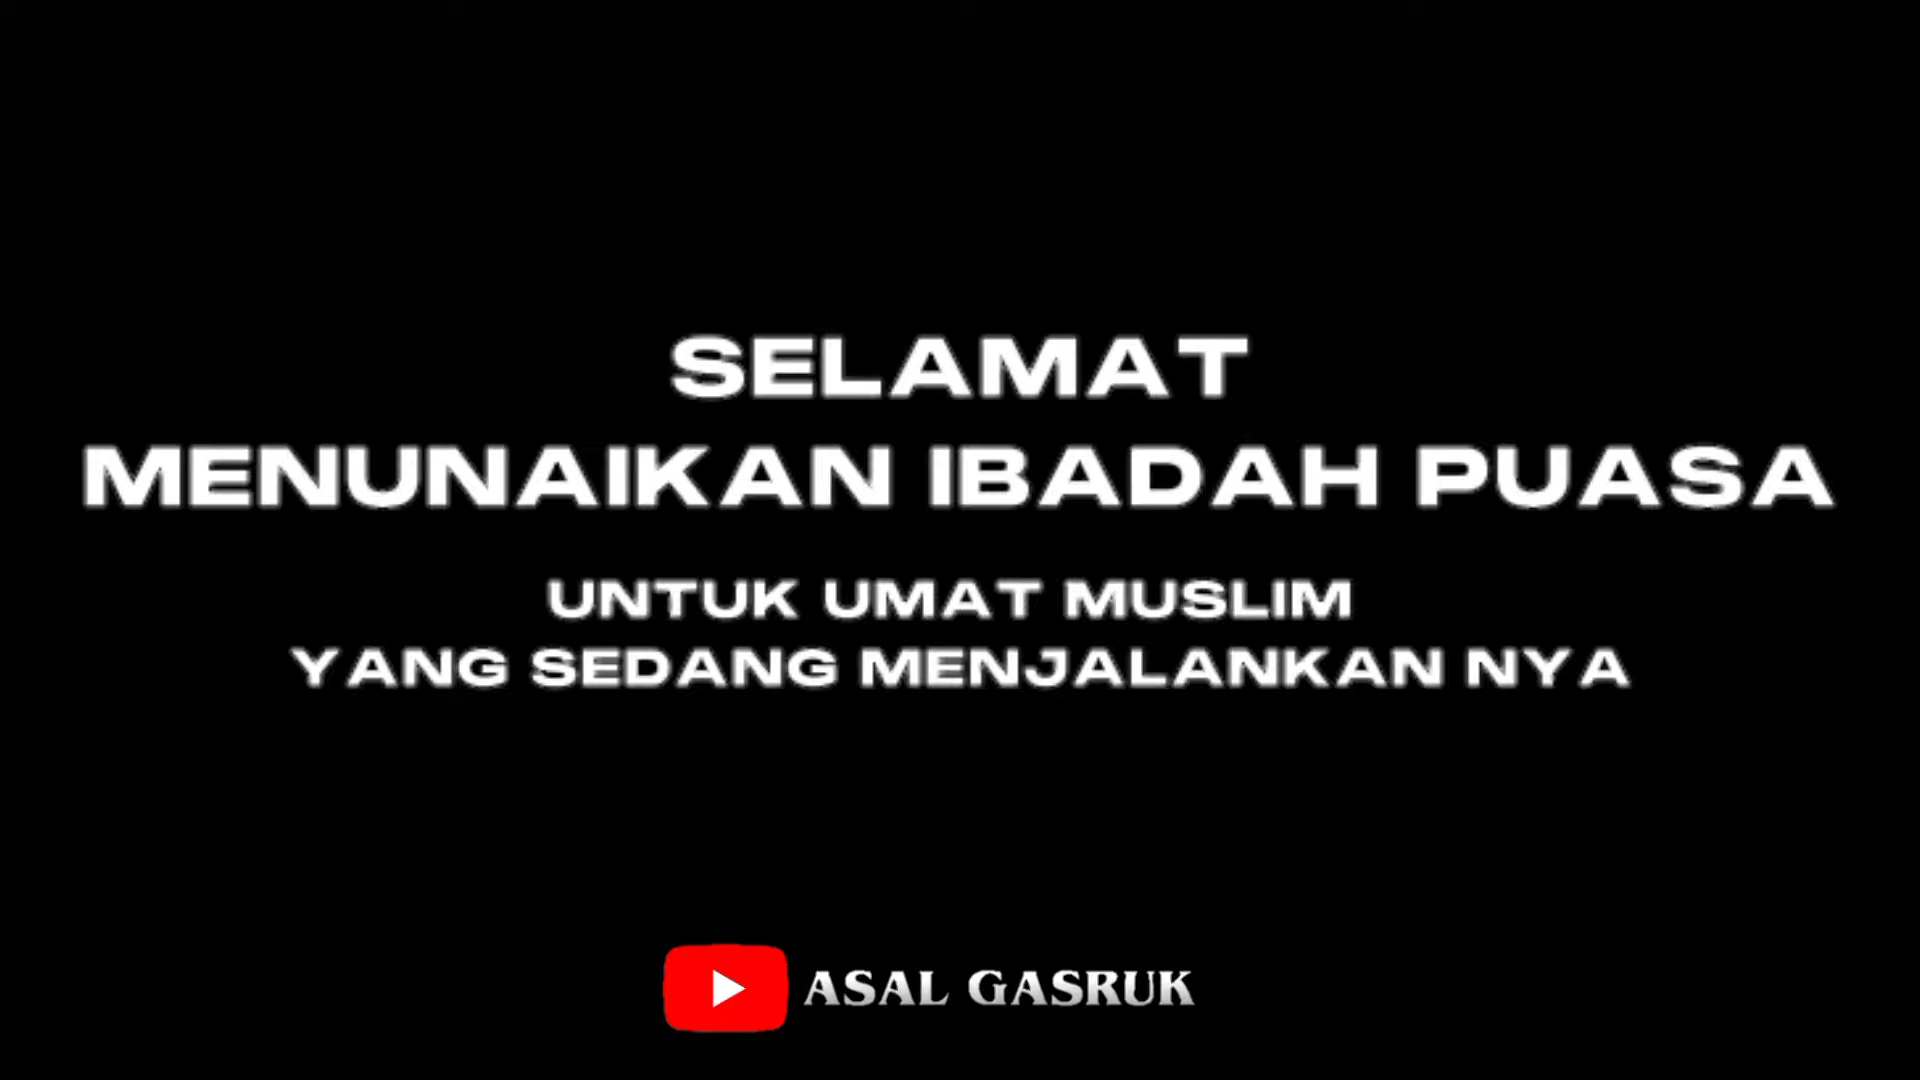 SELAMAT
MENUNAIKAN IBADAH PUASA
UNTUK UMAT MUSLIM
YANG SEDANG MENJALANKAN NYA
ASAL GASRUK